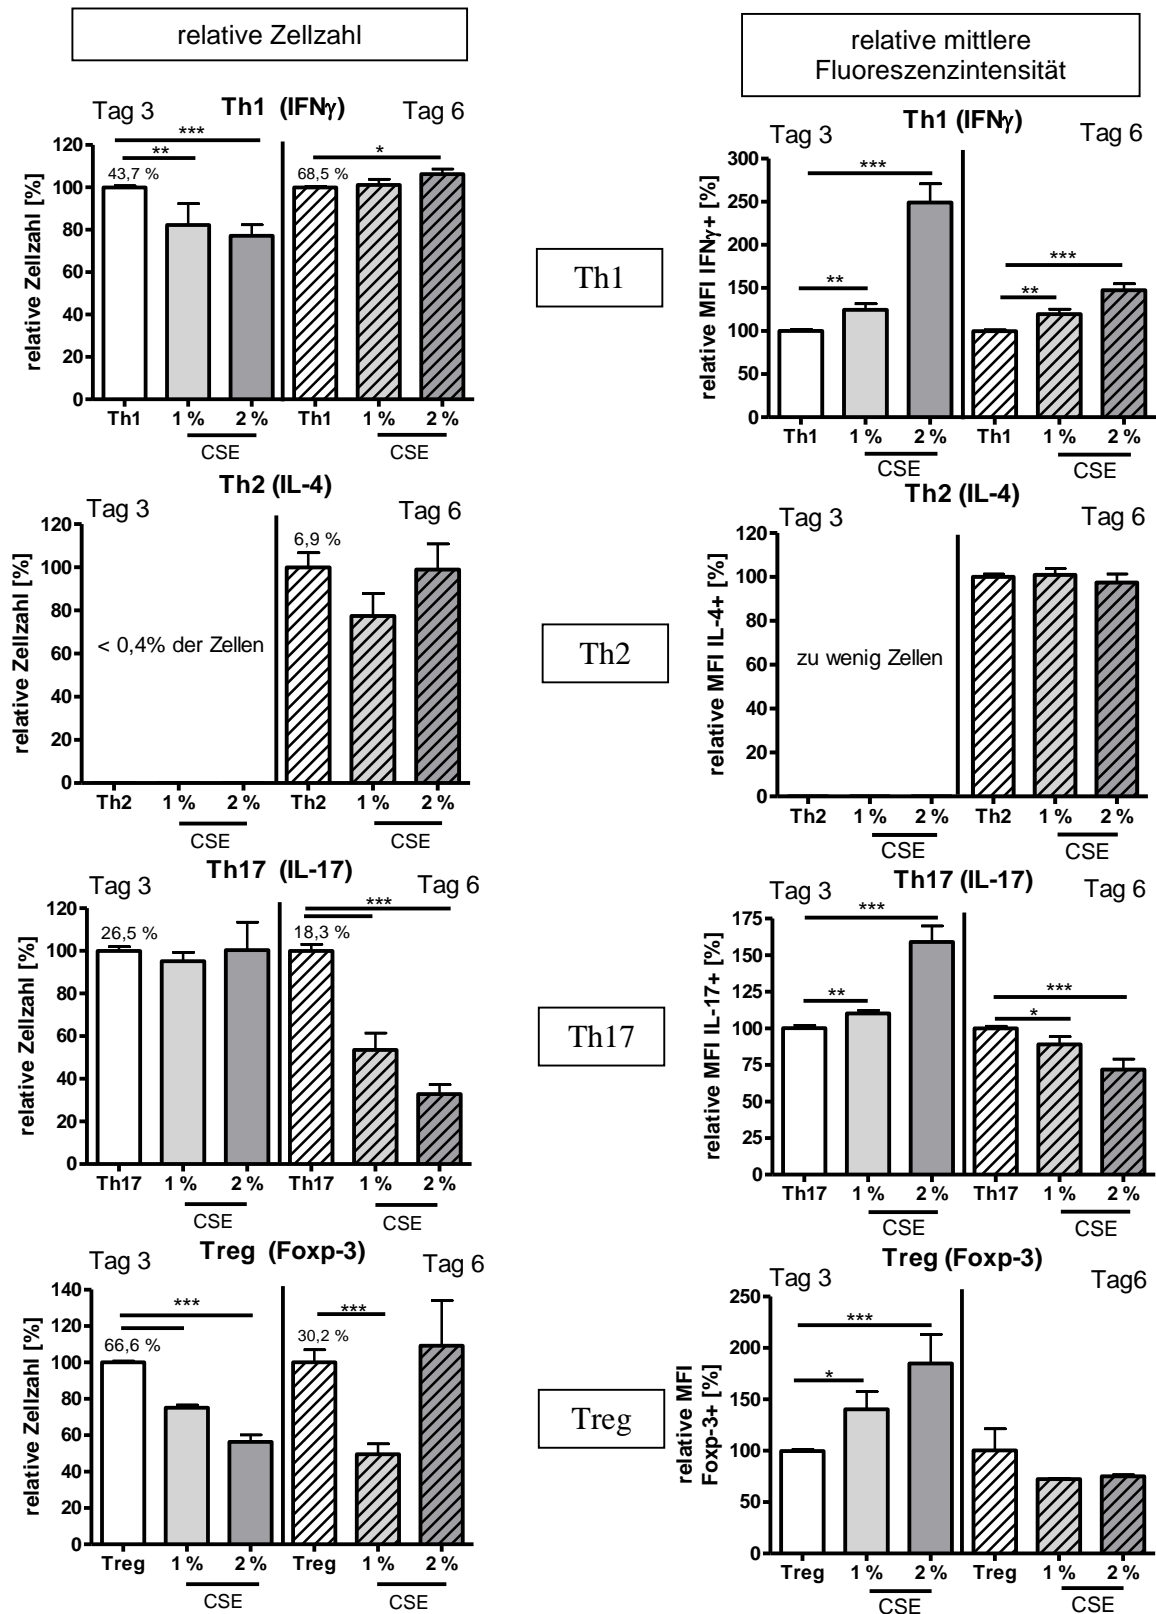 relative Zellzahl
relative mittlere
Fluoreszenzintensität
Tag 3
Th1 (IFNγ)
Tag 6
***
**
*
120
100
80
60
40
20
0
relative Zellzahl [%]
43,7 %
68,5 %
Th1
1 %
2 %
Th1
1 %
2 %
CSE
CSE
Th1
Tag 3
Th1 (IFNγ)
Tag 6
***
**
***
**
300
250
200
150
100
50
0
relative MFI IFNγ+ [%]
Th1
1 %
2 %
Th1
1 %
2 %
CSE
CSE
Tag 3
Th2 (IL-4)
Tag 6
120
100
80
60
40
20
0
relative Zellzahl [%]
6,9 %
< 0,4% der Zellen
Th2
1 %
2 %
Th2
1 %
2 %
CSE
CSE
Th2
Tag 3
Th2 (IL-4)
Tag 6
120
100
80
60
40
20
0
relative MFI IL-4+ [%]
zu wenig Zellen
Th2
1 %
2 %
Th2
1 %
2 %
CSE
CSE
Tag 3
Th17 (IL-17)
Tag 6
***
120
100
80
60
40
20
0
relative Zellzahl [%]
26,5 %
18,3 %
Th17
1 %
2 %
Th17
1 %
2 %
CSE
CSE
Th17
Tag 3
Th17 (IL-17)
Tag 6
***
**
***
*
175
150
125
100
75
50
25
0
relative MFI IL-17+ [%]
Th17
1 %
2 %
Th17
1 %
2 %
CSE
CSE
Tag 3
Treg (Foxp-3)
Tag 6
***
***
140
120
100
80
60
40
20
0
relative Zellzahl [%]
66,6 %
30,2 %
Treg
1 %
2 %
Treg
1 %
2 %
CSE
CSE
Treg
Tag 3
Treg (Foxp-3)
Tag6
***
*
250
200
150
100
50
0
relative MFI
Foxp-3+ [%]
Treg
1 %
2 %
Treg
1 %
2 %
CSE
CSE